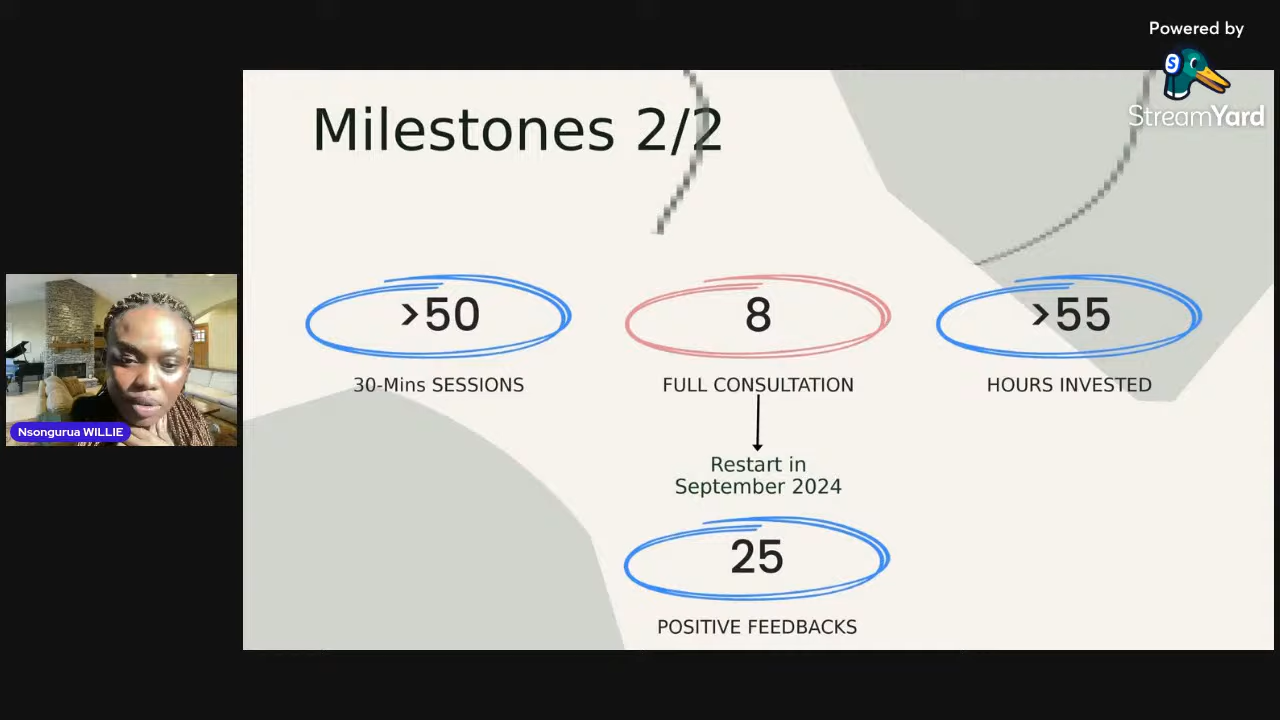 Powered by
StreamYard
Milestones 2/2
>50
8
>55
30-Mins SESSIONS
FULL CONSULTATION
HOURS INVESTED
Restart in
September 2024
25
POSITIVE FEEDBACKS
Nsongurua WILLIE